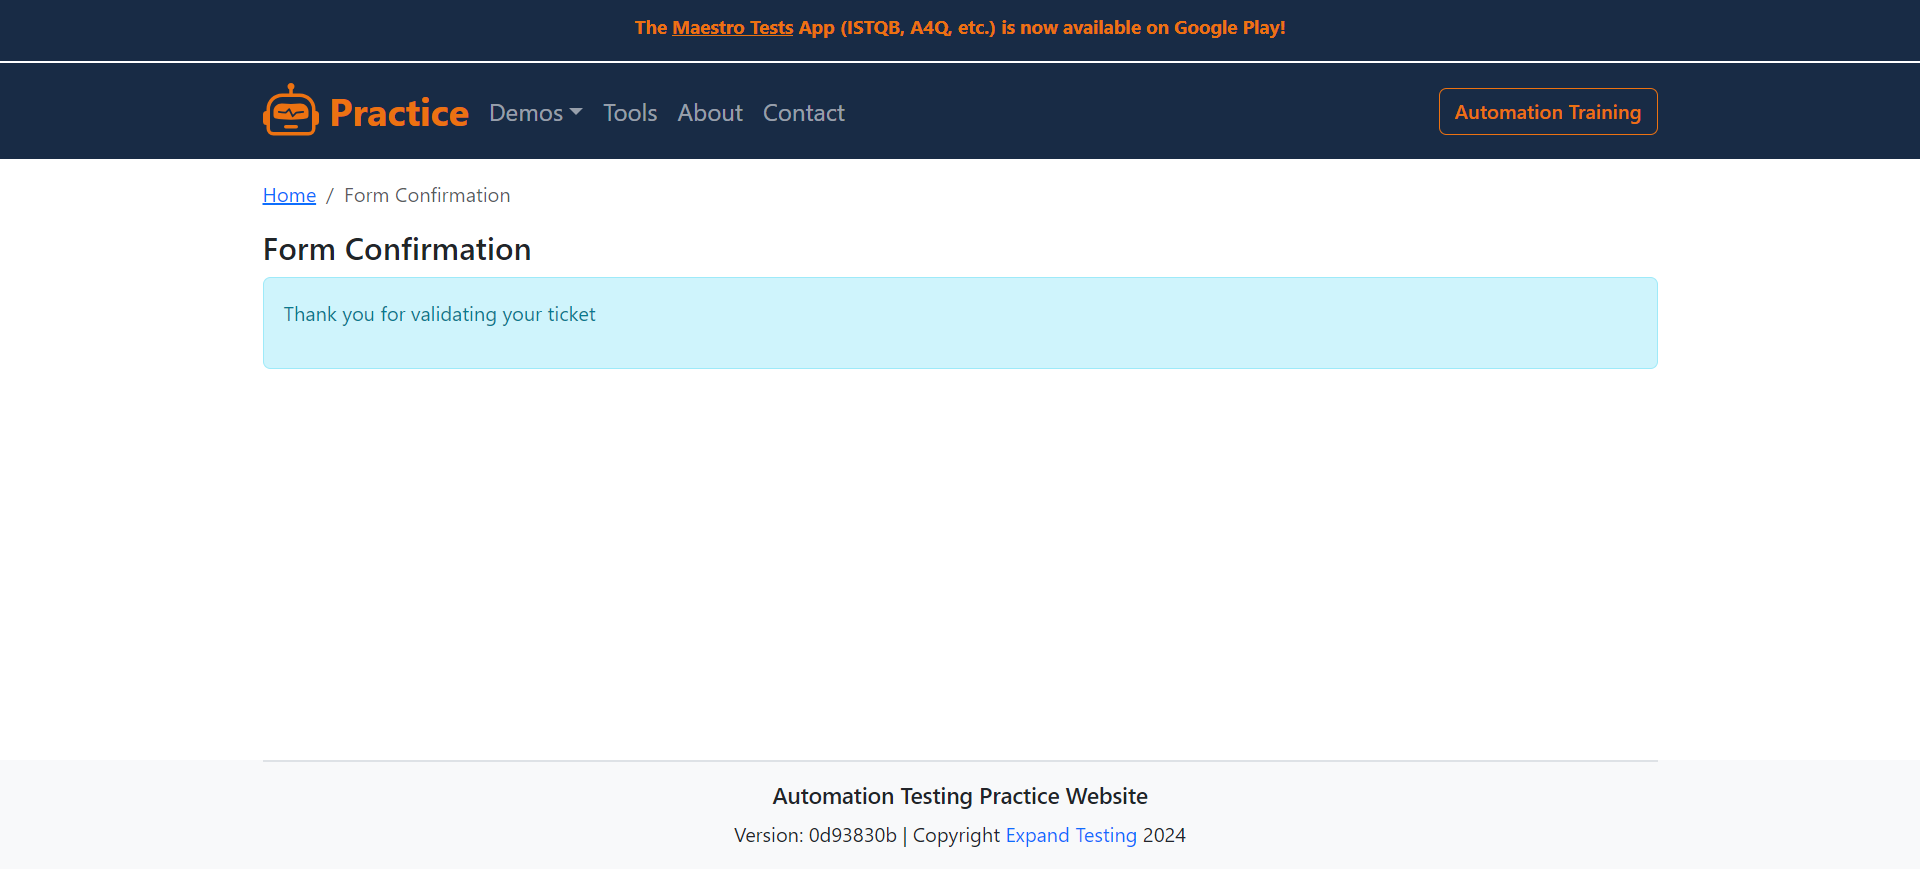 The Maestro Tests App (ISTQB, A4Q, etc.) is now available on Google Play!
Practice Demos Tools About Contact Automation Training
Home / Form Confirmation
Form Confirmation
Thank you for validating your ticket
Automation Testing Practice Website
Version: 0d93830b | Copyright Expand Testing 2024